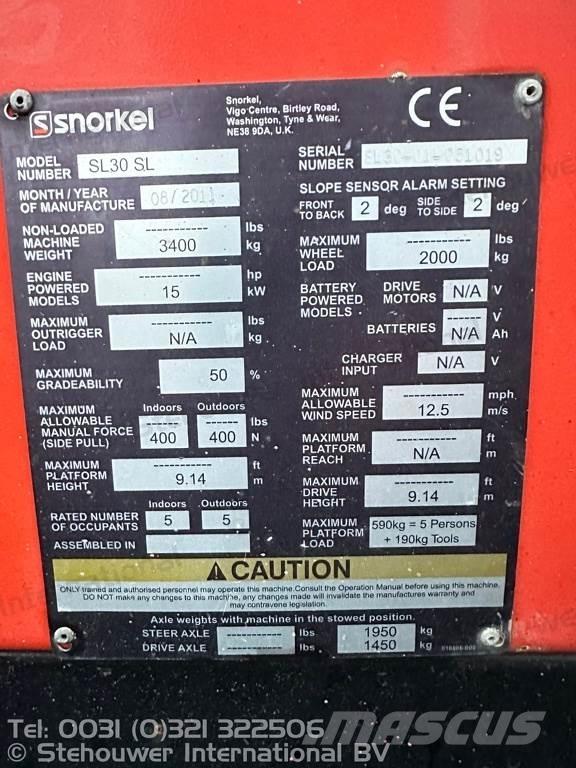 snorkel
Snorkel,
Vigo Centre, Birtley Road,
Washington, Tyne & Wear,
NE38 9DA, U.K.
CE
MODEL NUMBER SL30 SL
SERIAL NUMBER SL30-01-051019
MONTH / YEAR OF MANUFACTURE 08/2011
SLOPE SENSOR ALARM SETTING
FRONT TO BACK 2 deg SIDE TO SIDE 2 deg
NON-LOADED MACHINE WEIGHT ----------- lbs
3400 kg
MAXIMUM WHEEL LOAD ----------- lbs
2000 kg
ENGINE POWERED MODELS ----------- hp
15 kW
BATTERY POWERED MODELS
DRIVE MOTORS N/A V
BATTERIES ------ V
N/A Ah
MAXIMUM OUTRIGGER LOAD ----------- lbs
N/A kg
CHARGER INPUT N/A V
MAXIMUM GRADEABILITY 50 %
MAXIMUM ALLOWABLE WIND SPEED ----------- mph
12.5 m/s
Indoors Outdoors
MAXIMUM ALLOWABLE MANUAL FORCE (SIDE PULL) ----- ----- lbs
400 400 N
MAXIMUM PLATFORM REACH ----------- ft
N/A m
MAXIMUM PLATFORM HEIGHT ----------- ft
9.14 m
MAXIMUM DRIVE HEIGHT ----------- ft
9.14 m
Indoors Outdoors
RATED NUMBER OF OCCUPANTS 5 5
MAXIMUM PLATFORM LOAD 590kg = 5 Persons
+ 190kg Tools
ASSEMBLED IN
CAUTION
ONLY trained and authorised personnel may operate this machine.Consult the Operation Manual before using this machine.
DO NOT make any changes to this machine, any changes made will invalidate the manufactures warranty and
may contravene legislation.
Axle weights with machine in the stowed position.
STEER AXLE ----------- lbs 1950 kg
DRIVE AXLE ----------- lbs 1450 kg
Tel: 0031 (0)321 322506
© Stehouwer International BV
MASCUS